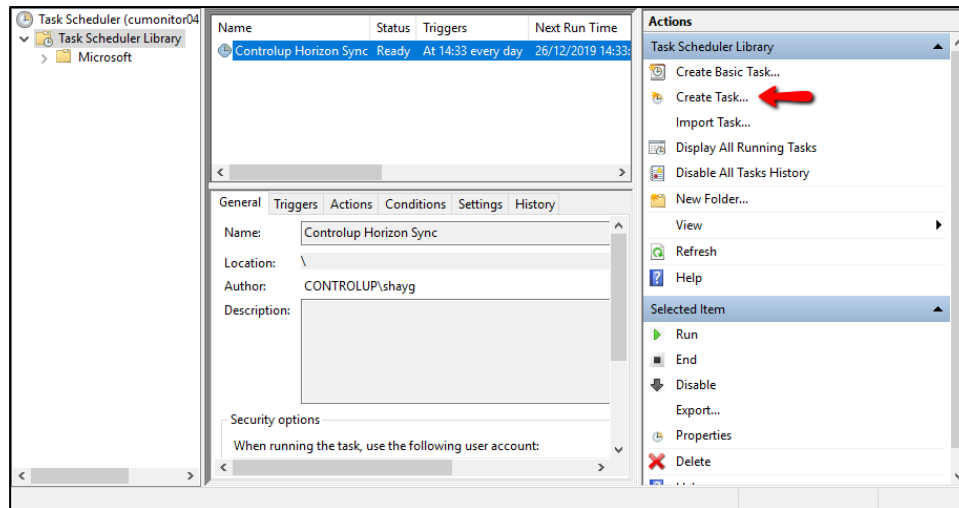 Task Scheduler (cumonitor04
Task Scheduler Library
Microsoft
Name Status Triggers Next Run Time
Controlup Horizon Sync Ready At 14:33 every day 26/12/2019 14:33:
General Triggers Actions Conditions Settings History
Name: Controlup Horizon Sync
Location: \
Author: CONTROLUP\shayg
Description:
Security options
When running the task, use the following user account:
Actions
Task Scheduler Library
Create Basic Task...
Create Task...
Import Task...
Display All Running Tasks
Disable All Tasks History
New Folder...
View
Refresh
Help
Selected Item
Run
End
Disable
Export...
Properties
Delete